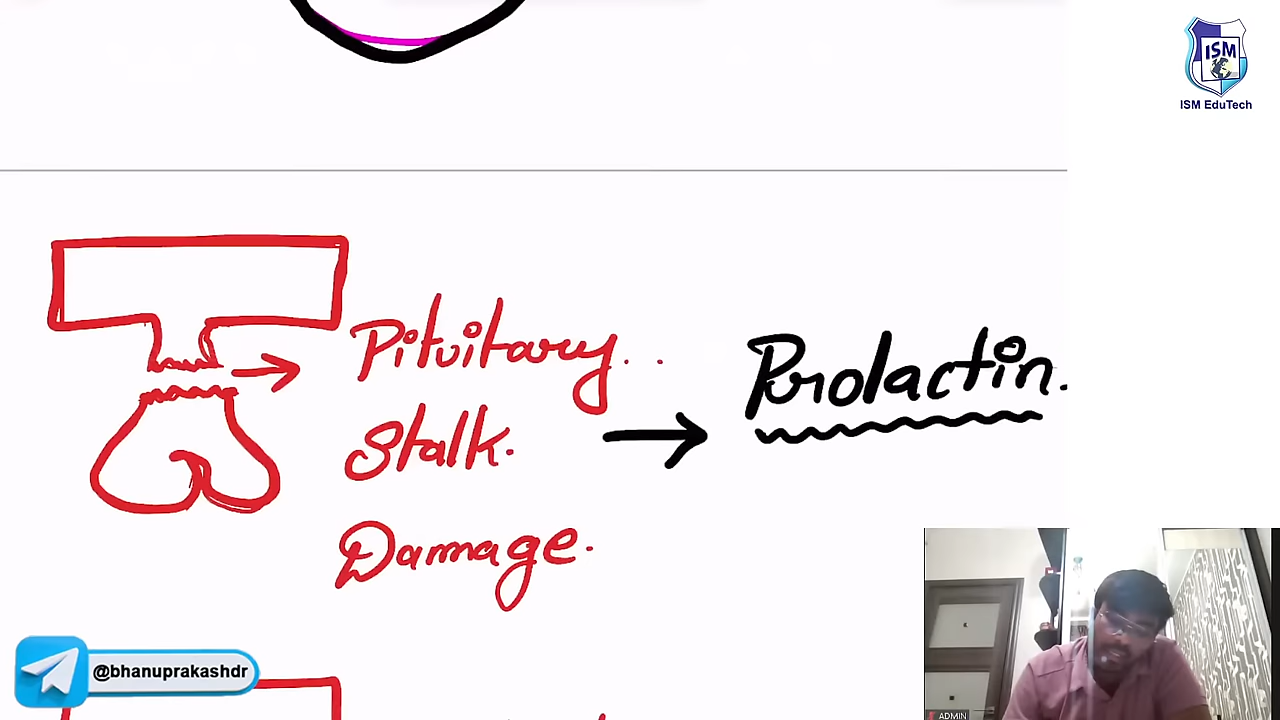 ISM
ISM EduTech
Pituitary..
Stalk.
Damage.
Prolactin.
@bhanuprakashdr
ADMIN